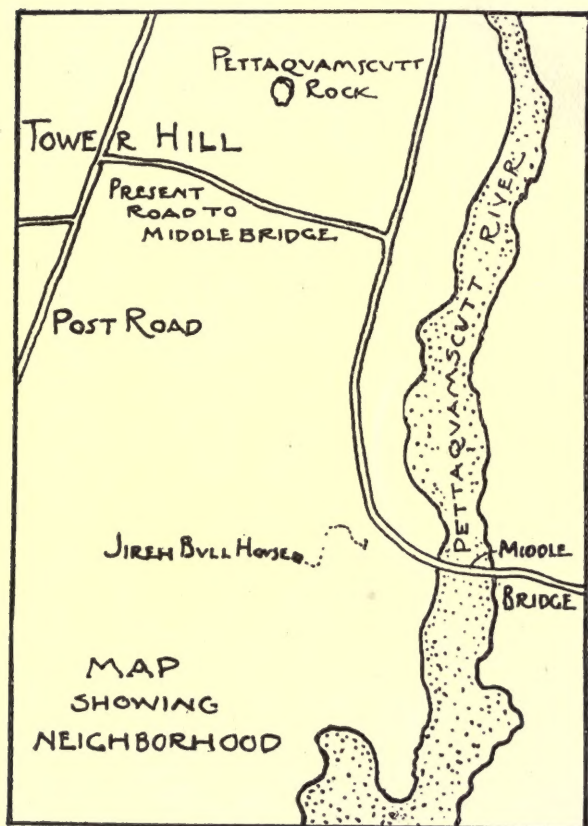 PETTAQUAMSCUTT
ROCK
TOWER HILL
PRESENT
ROAD TO
MIDDLE BRIDGE
POST ROAD
PETTAQUAMSCUTT RIVER
JIREH BULL HOUSE
MIDDLE
BRIDGE
MAP
SHOWING
NEIGHBORHOOD